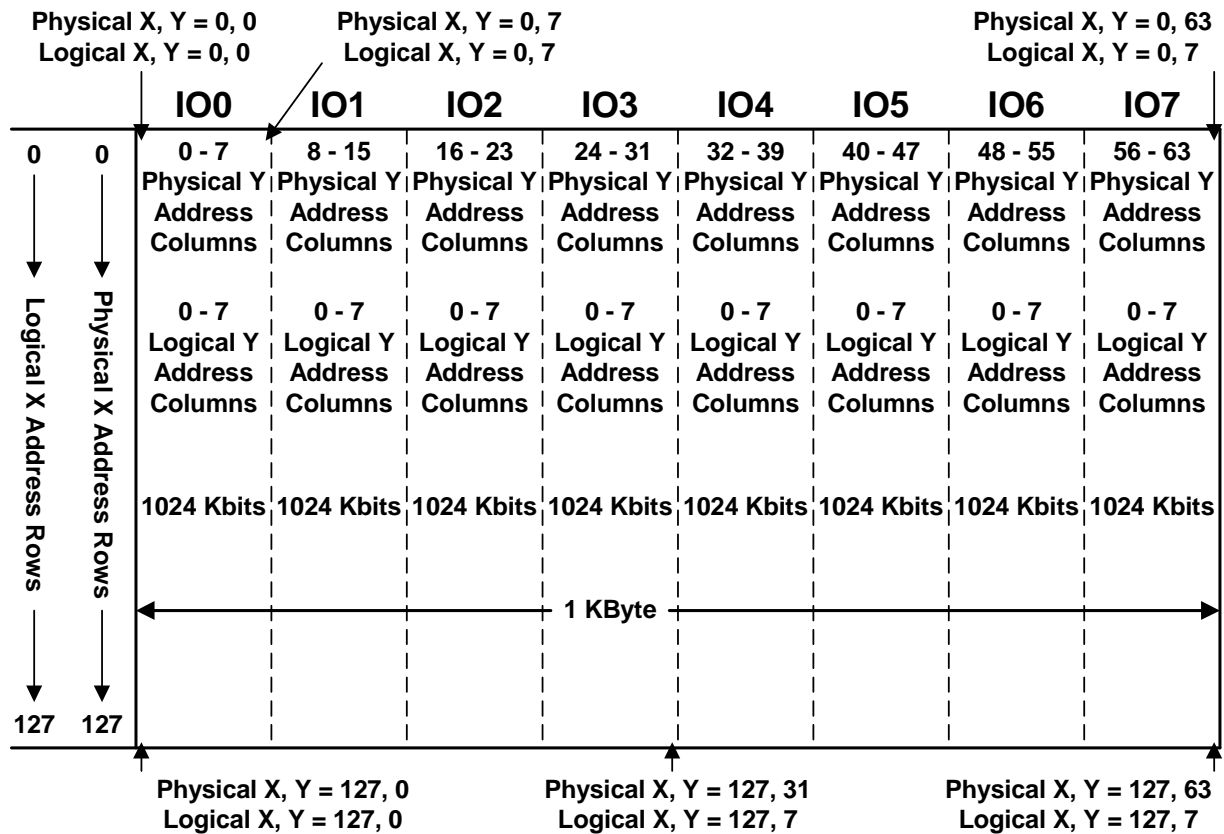 Physical X, Y = 0, 0
Logical X, Y = 0, 0
Physical X, Y = 0, 7
Logical X, Y = 0, 7
Physical X, Y = 0, 63
Logical X, Y = 0, 7
IO0 IO1 IO2 IO3 IO4 IO5 IO6 IO7
0 0 0 - 7 8 - 15 16 - 23 24 - 31 32 - 39 40 - 47 48 - 55 56 - 63
Physical Y Physical Y Physical Y Physical Y Physical Y Physical Y Physical Y Physical Y
Address Address Address Address Address Address Address Address
Columns Columns Columns Columns Columns Columns Columns Columns
Logical X Address Rows
Physical X Address Rows
0 - 7 0 - 7 0 - 7 0 - 7 0 - 7 0 - 7 0 - 7 0 - 7
Logical Y Logical Y Logical Y Logical Y Logical Y Logical Y Logical Y Logical Y
Address Address Address Address Address Address Address Address
Columns Columns Columns Columns Columns Columns Columns Columns
1024 Kbits 1024 Kbits 1024 Kbits 1024 Kbits 1024 Kbits 1024 Kbits 1024 Kbits 1024 Kbits
1 KByte
127 127
Physical X, Y = 127, 0
Logical X, Y = 127, 0
Physical X, Y = 127, 31
Logical X, Y = 127, 7
Physical X, Y = 127, 63
Logical X, Y = 127, 7